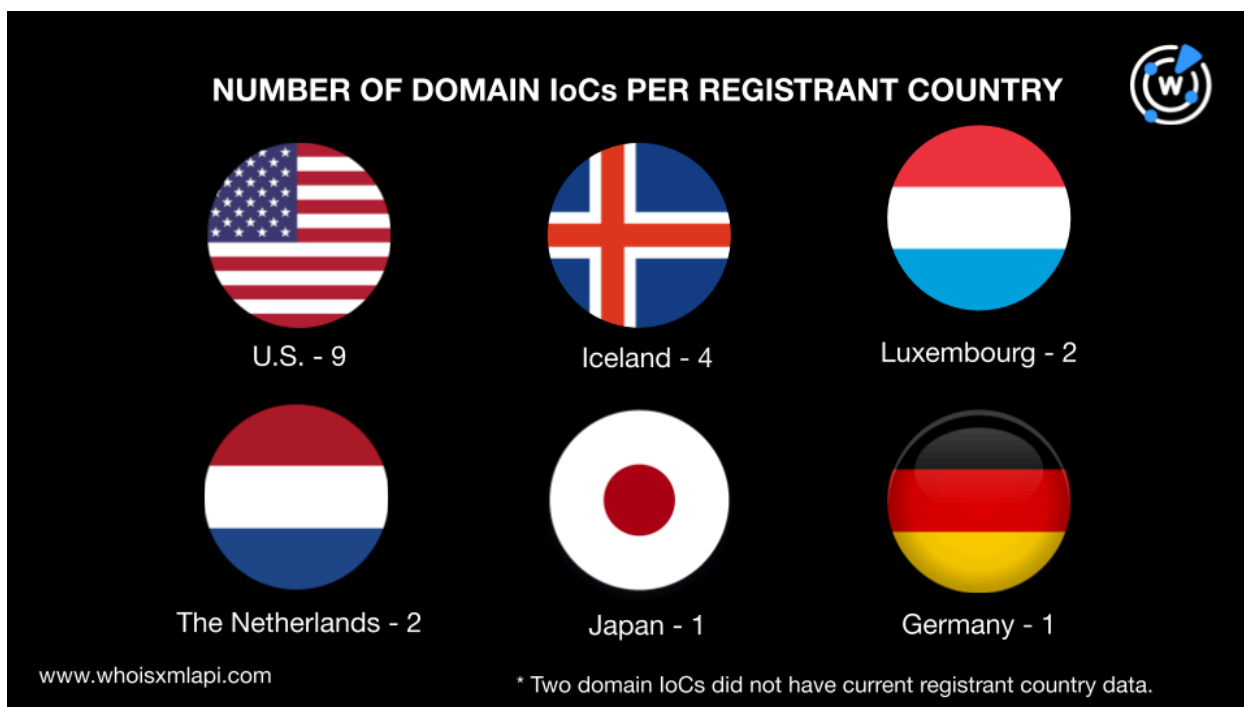 NUMBER OF DOMAIN IoCs PER REGISTRANT COUNTRY
W
U.S. - 9
Iceland - 4
Luxembourg - 2
The Netherlands - 2
Japan - 1
Germany - 1
www.whoisxmlapi.com
* Two domain IoCs did not have current registrant country data.